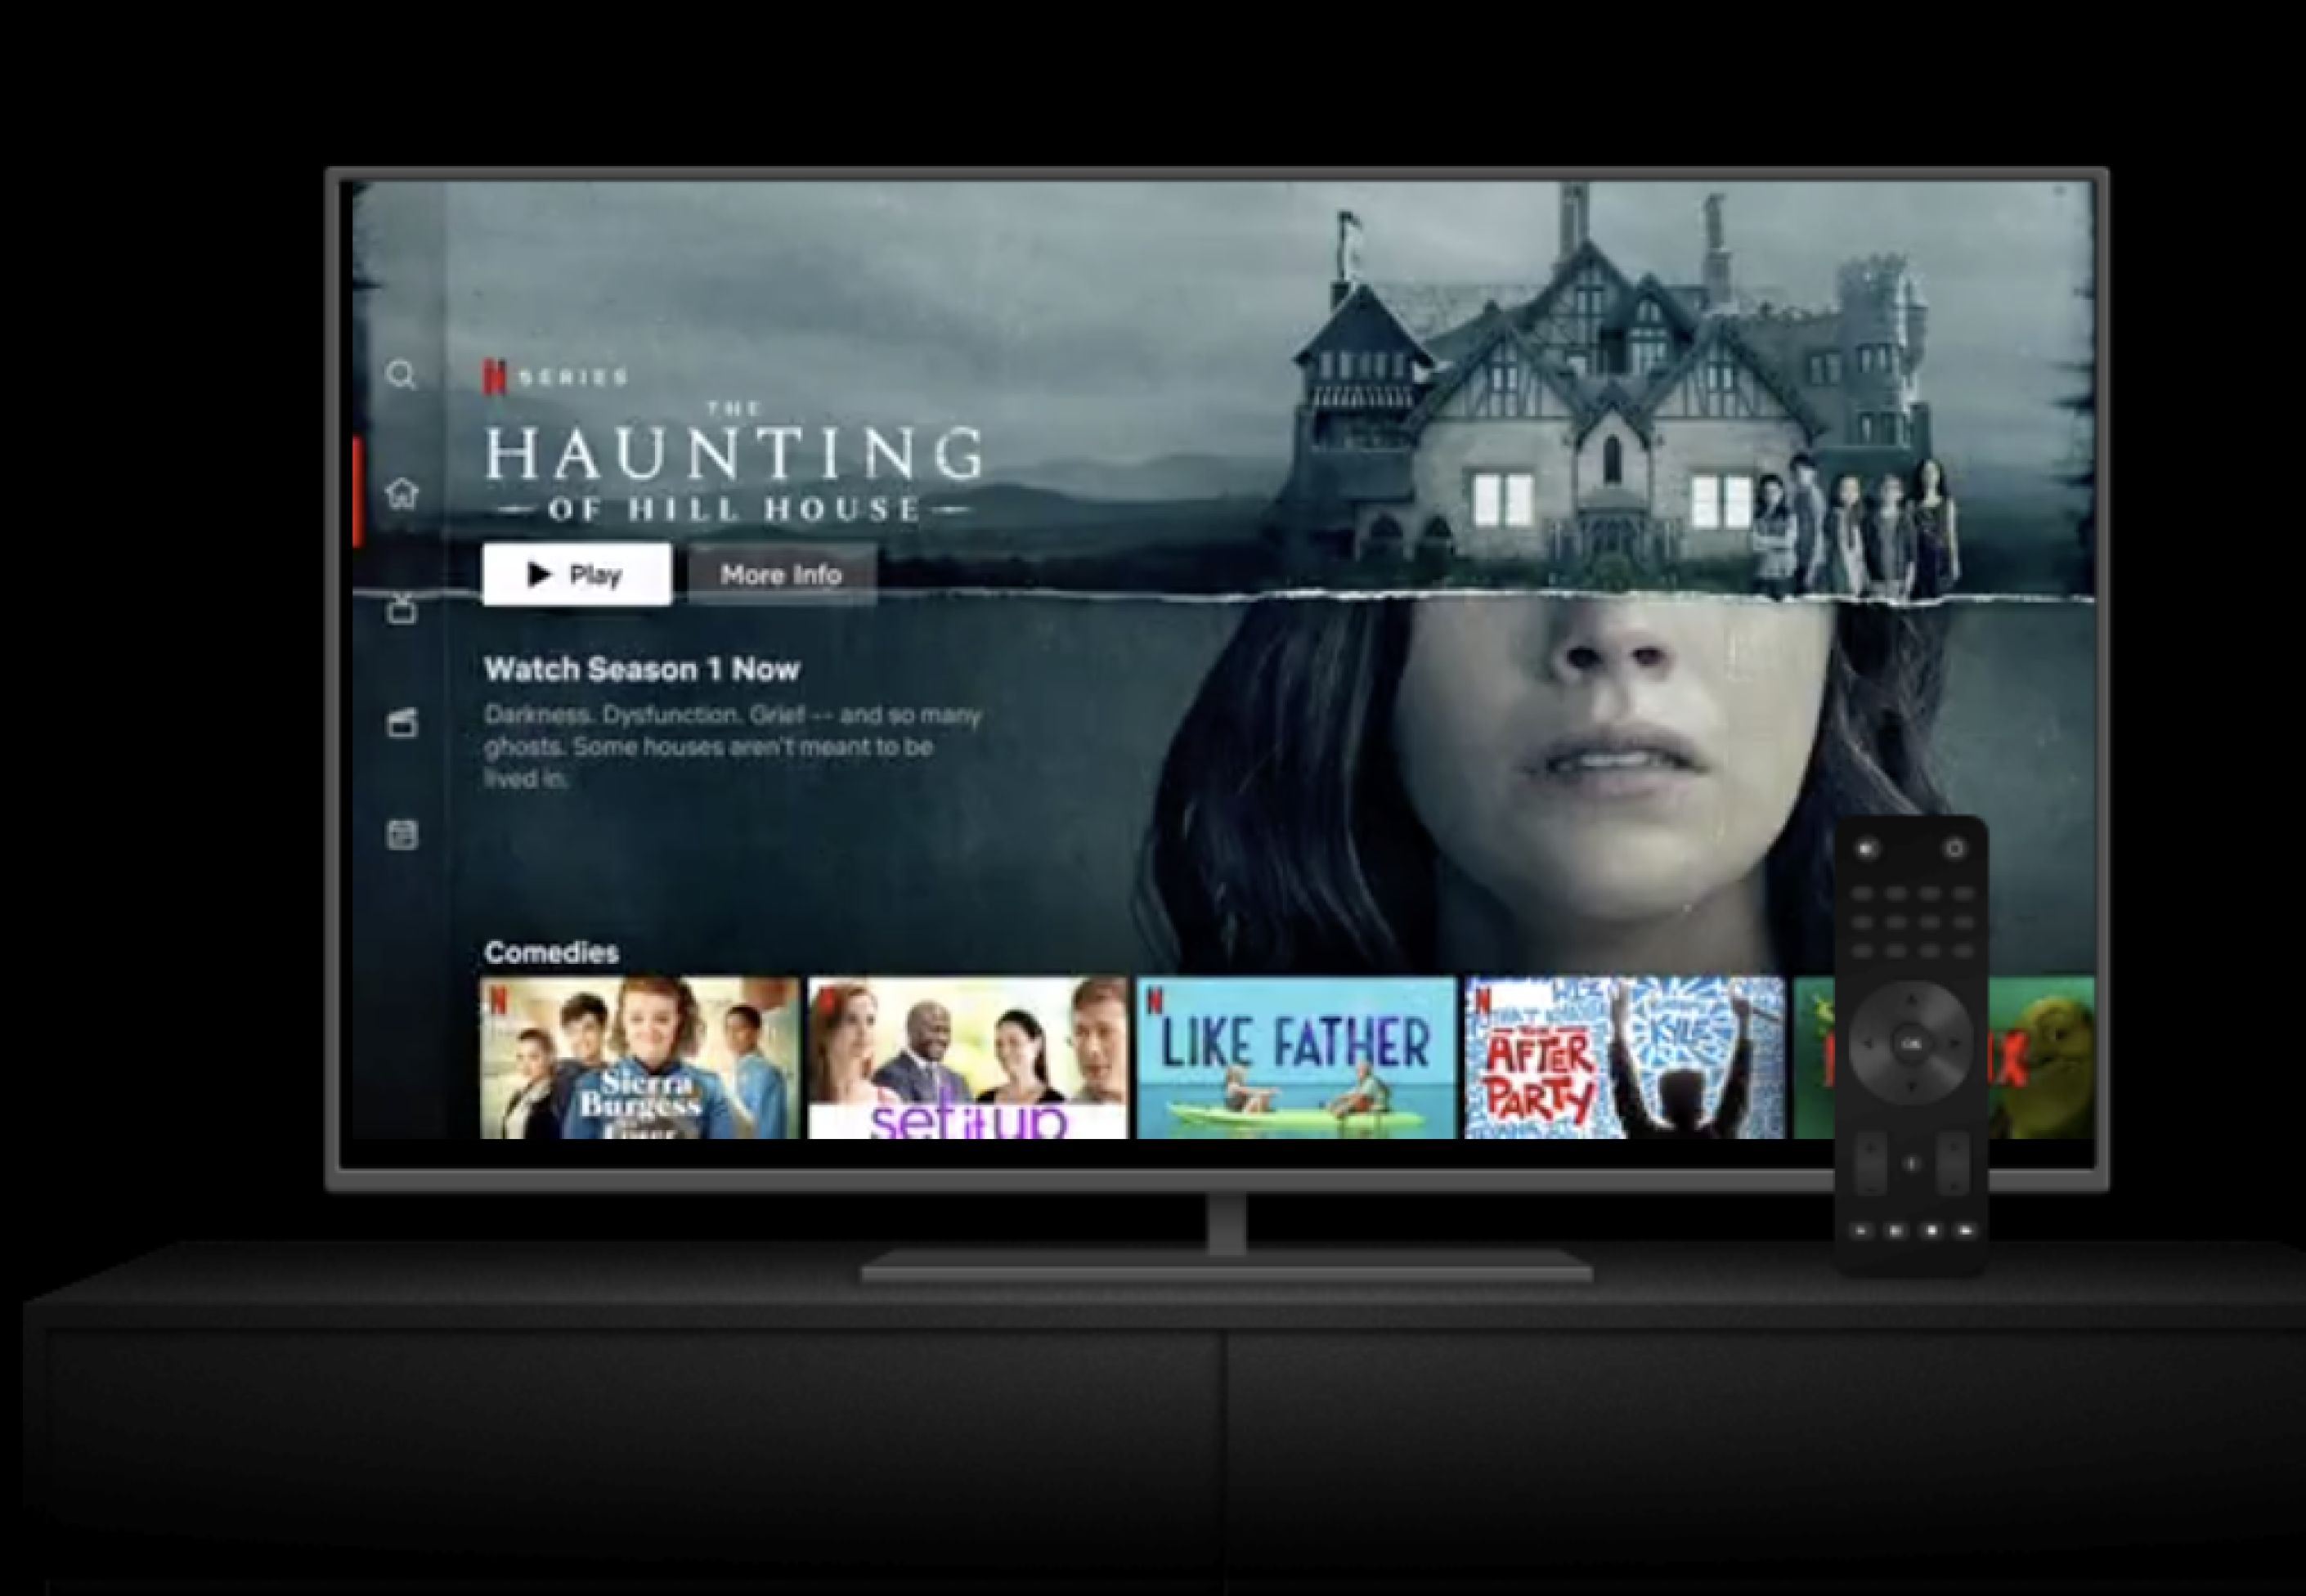 N SERIES
THE
HAUNTING
OF HILL HOUSE
Play
More Info
Watch Season 1 Now
Darkness. Dysfunction. Grief -- and so many
ghosts. Some houses aren't meant to be
lived in.
Comedies
N
Sierra
Burgess
N
set it up
N
LIKE FATHER
N
THE
AFTER
PARTY
KYLE
X
OK